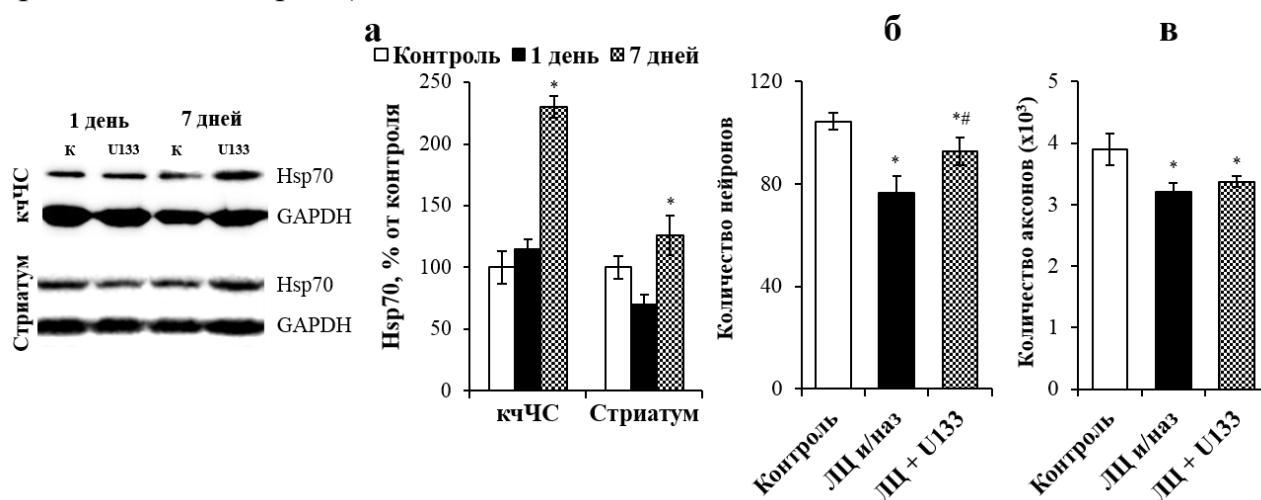 а
б
в
1 день 7 дней
К U133 К U133
кчЧС
Hsp70
GAPDH
Стриатум
Hsp70
GAPDH
Контроль 1 день 7 дней
Hsp70, % от контроля
250
200
150
100
50
0
*
*
кчЧС Стриатум
Количество нейронов
120
80
40
0
*
*#
Контроль
ЛЦ и/наз
ЛЦ + U133
Количество аксонов (x10³)
5
4
3
2
1
0
*
*
Контроль
ЛЦ и/наз
ЛЦ + U133